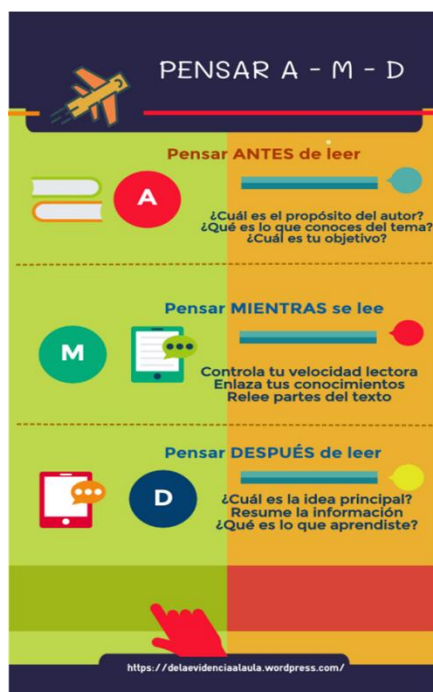 PENSAR A - M - D
Pensar ANTES de leer
A
¿Cuál es el propósito del autor?
¿Qué es lo que conoces del tema?
¿Cuál es tu objetivo?
Pensar MIENTRAS se lee
M
Controla tu velocidad lectora
Enlaza tus conocimientos
Relee partes del texto
Pensar DESPUÉS de leer
D
¿Cuál es la idea principal?
Resume la información
¿Qué es lo que aprendiste?
https://delaevidenciaalaula.wordpress.com/